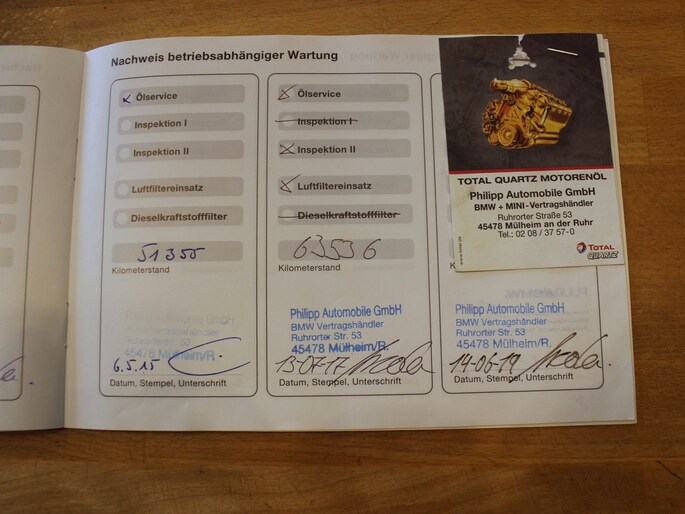 Nachweis betriebsabhängiger Wartung
Ölservice
Inspektion I
Inspektion II
Luftfiltereinsatz
Dieselkraftstofffilter
51355
Kilometerstand
45478 Mülheim/R.
6.5.15
Datum, Stempel, Unterschrift
Ölservice
Inspektion I
Inspektion II
Luftfiltereinsatz
Dieselkraftstofffilter
63536
Kilometerstand
Philipp Automobile GmbH
BMW Vertragshändler
Ruhrorter Str. 53
45478 Mülheim/R.
13-07-17
Datum, Stempel, Unterschrift
TOTAL QUARTZ MOTORENÖL
Philipp Automobile GmbH
BMW + MINI-Vertragshändler
Ruhrorter Straße 53
45478 Mülheim an der Ruhr
Tel.: 02 08 / 37 57-0
TOTAL
QUARTZ
Philipp Automobile GmbH
BMW Vertragshändler
Ruhrorter Str. 53
45478 Mülheim/R.
14-06-19
Datum, Stempel, Unterschrift